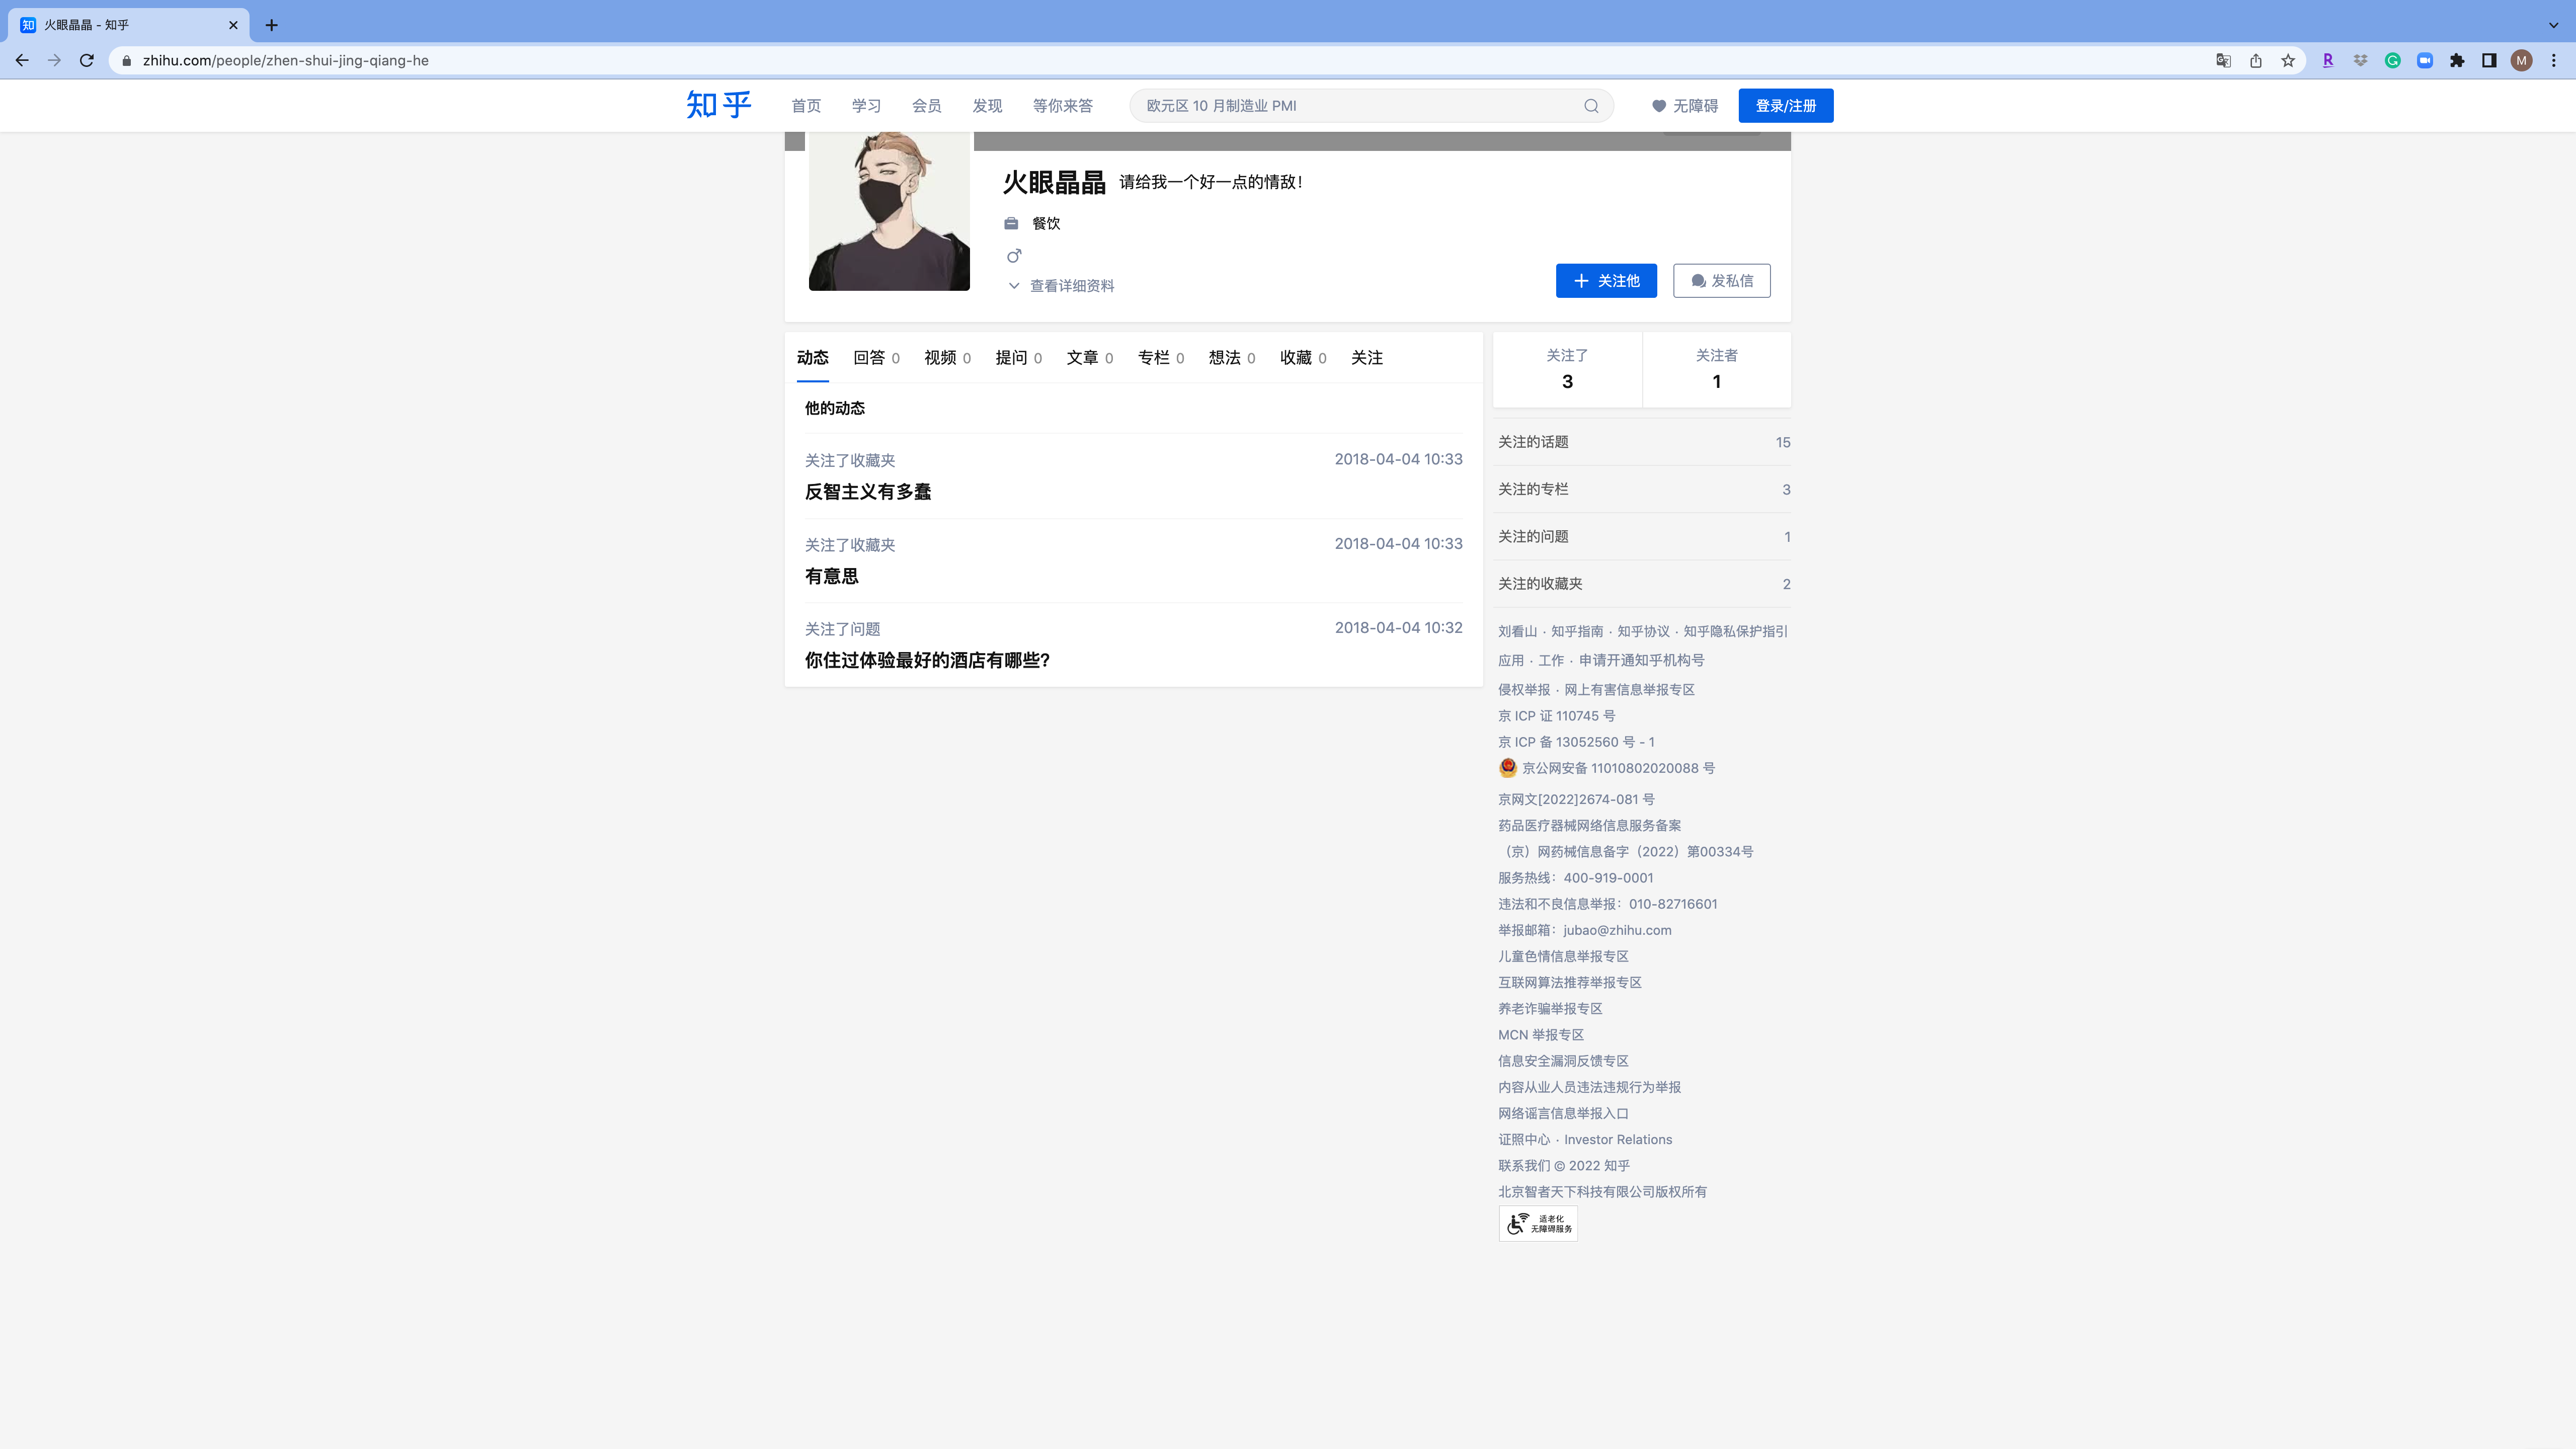 火眼晶晶 - 知乎
zhihu.com/people/zhen-shui-jing-qiang-he
M
知乎
首页 学习 会员 发现 等你来答
欧元区 10 月制造业 PMI
无障碍
登录/注册
火眼晶晶 请给我一个好一点的情敌！
餐饮
查看详细资料
关注他
发私信
动态 回答 0 视频 0 提问 0 文章 0 专栏 0 想法 0 收藏 0 关注
他的动态
关注了收藏夹 2018-04-04 10:33
反智主义有多蠢
关注了收藏夹 2018-04-04 10:33
有意思
关注了问题 2018-04-04 10:32
你住过体验最好的酒店有哪些?
关注了 关注者
3 1
关注的话题 15
关注的专栏 3
关注的问题 1
关注的收藏夹 2
刘看山 · 知乎指南 · 知乎协议 · 知乎隐私保护指引
应用 · 工作 · 申请开通知乎机构号
侵权举报 · 网上有害信息举报专区
京 ICP 证 110745 号
京 ICP 备 13052560 号 - 1
京公网安备 11010802020088 号
京网文[2022]2674-081 号
药品医疗器械网络信息服务备案
（京）网药械信息备字（2022）第00334号
服务热线：400-919-0001
违法和不良信息举报：010-82716601
举报邮箱：jubao@zhihu.com
儿童色情信息举报专区
互联网算法推荐举报专区
养老诈骗举报专区
MCN 举报专区
信息安全漏洞反馈专区
内容从业人员违法违规行为举报
网络谣言信息举报入口
证照中心 · Investor Relations
联系我们 © 2022 知乎
北京智者天下科技有限公司版权所有
适老化
无障碍服务